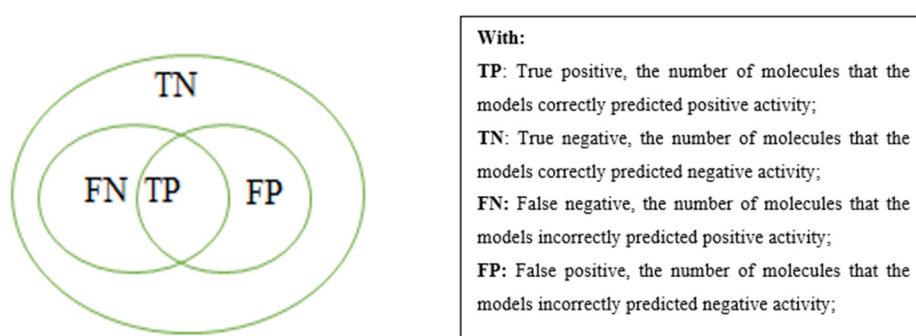 TN
FN TP FP
With:
TP: True positive, the number of molecules that the
models correctly predicted positive activity;
TN: True negative, the number of molecules that the
models correctly predicted negative activity;
FN: False negative, the number of molecules that the
models incorrectly predicted positive activity;
FP: False positive, the number of molecules that the
models incorrectly predicted negative activity;